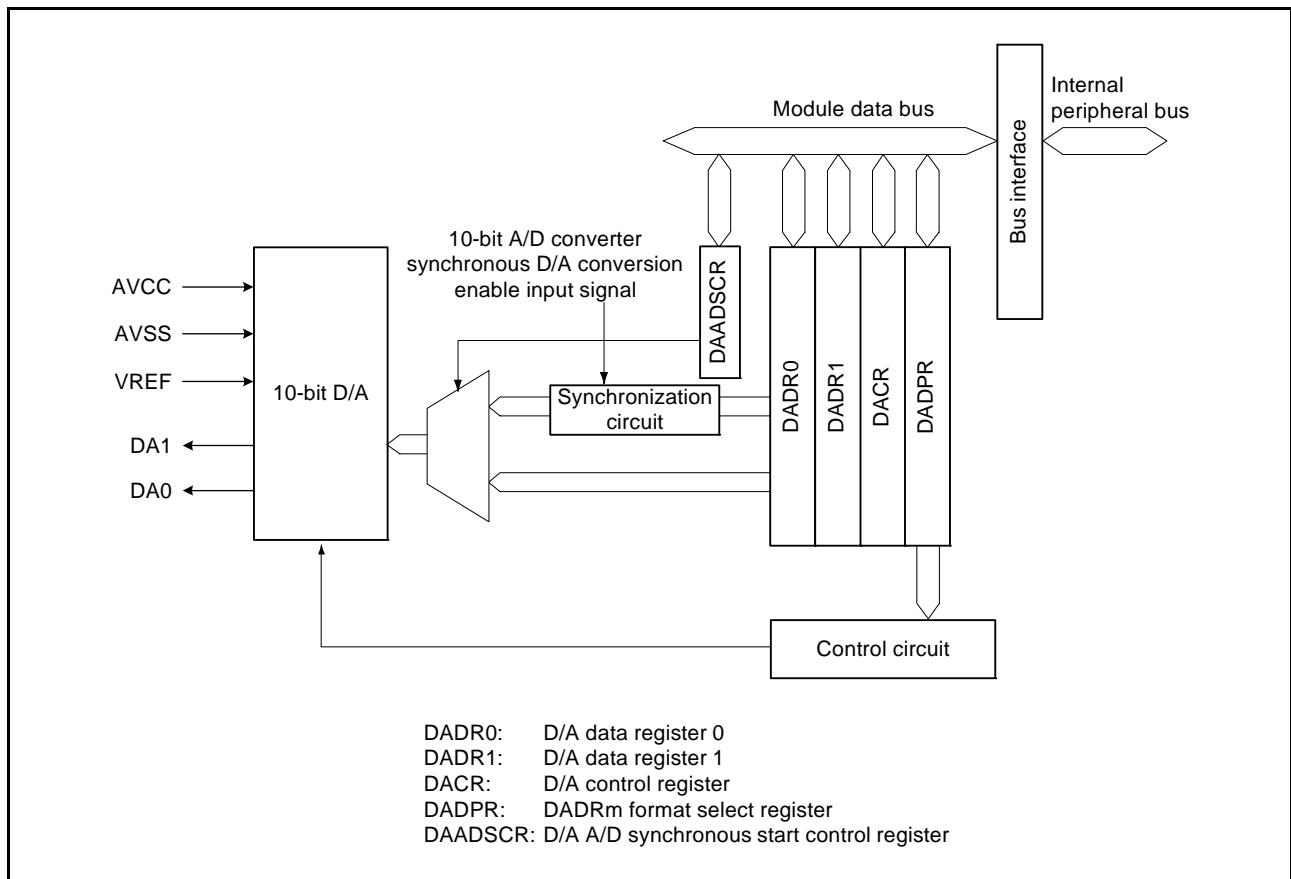 Module data bus
Internal
peripheral bus
Bus interface
10-bit A/D converter
synchronous D/A conversion
enable input signal
DAADSCR
AVCC
AVSS
VREF
DA1
DA0
10-bit D/A
Synchronization
circuit
DADR0
DADR1
DACR
DADPR
Control circuit
DADR0: D/A data register 0
DADR1: D/A data register 1
DACR: D/A control register
DADPR: DADRm format select register
DAADSCR: D/A A/D synchronous start control register